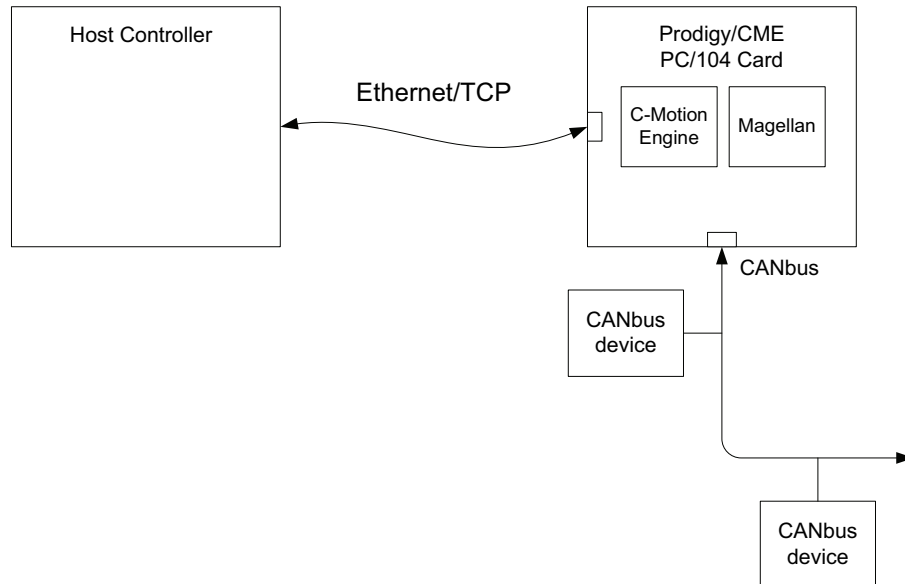 Host Controller
Ethernet/TCP
Prodigy/CME
PC/104 Card
C-Motion
Engine
Magellan
CANbus
CANbus
device
CANbus
device